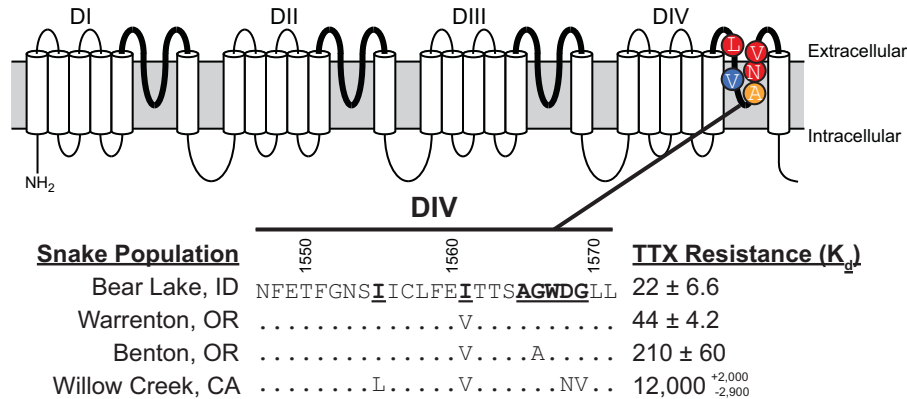 DI DII DIII DIV
L V Extracellular
V N
A
Intracellular
NH2
DIV
1550 1560 1570
Snake Population TTX Resistance (Kd)
Bear Lake, ID NFETFGNSIICLFEITTSAGWDGLL 22 ± 6.6
Warrenton, OR ..............V.......... 44 ± 4.2
Benton, OR ..............V....A..... 210 ± 60
Willow Creek, CA ........L.....V......NV.. 12,000 +2,000 -2,900